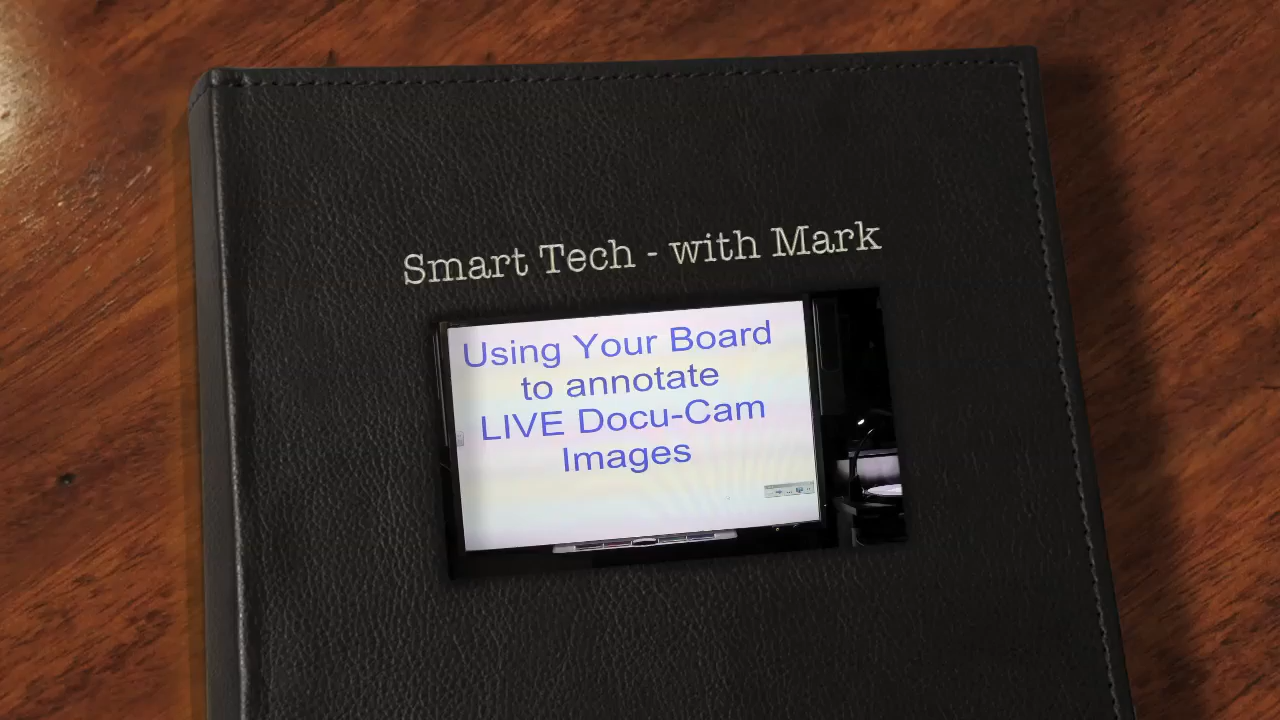 Smart Tech - with Mark
Using Your Board
to annotate
LIVE Docu-Cam
Images